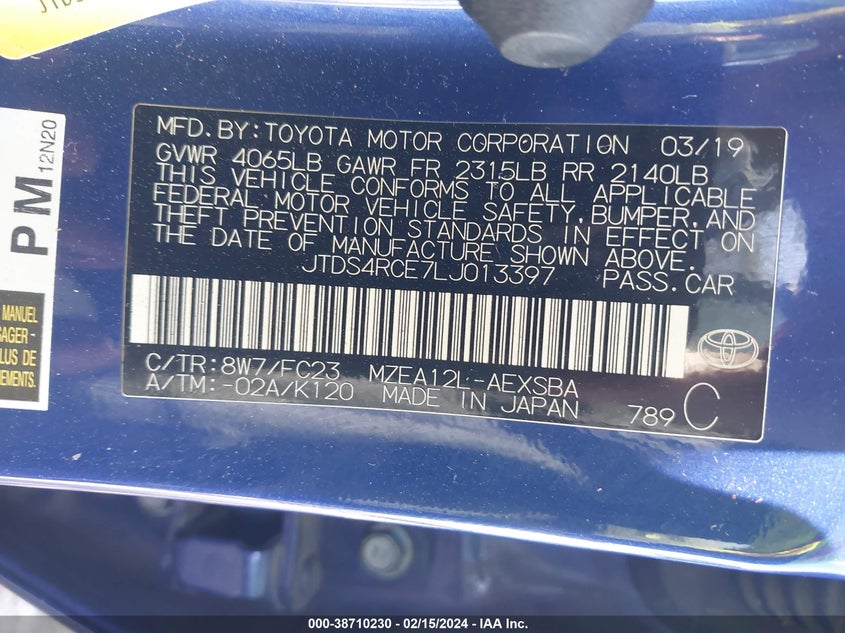 JTDS
PM 12N20
MANUEL
SAGER -
PLUS DE
MFD.BY:TOYOTA MOTOR CORPORATION 03/19
GVWR 4065LB GAWR FR 2315LB RR 2140LB
THIS VEHICLE CONFORMS TO ALL APPLICABLE
FEDERAL MOTOR VEHICLE SAFETY,BUMPER,AND
THEFT PREVENTION STANDARDS IN EFFECT ON
THE DATE OF MANUFACTURE SHOWN ABOVE.
JTDS4RCE7LJ013397 PASS.CAR
C/TR:8W7/FC23 MZEA12L-AEXSBA
A/TM:-02A/K120 MADE IN JAPAN 789 C
000-38710230 - 02/15/2024 - IAA Inc.